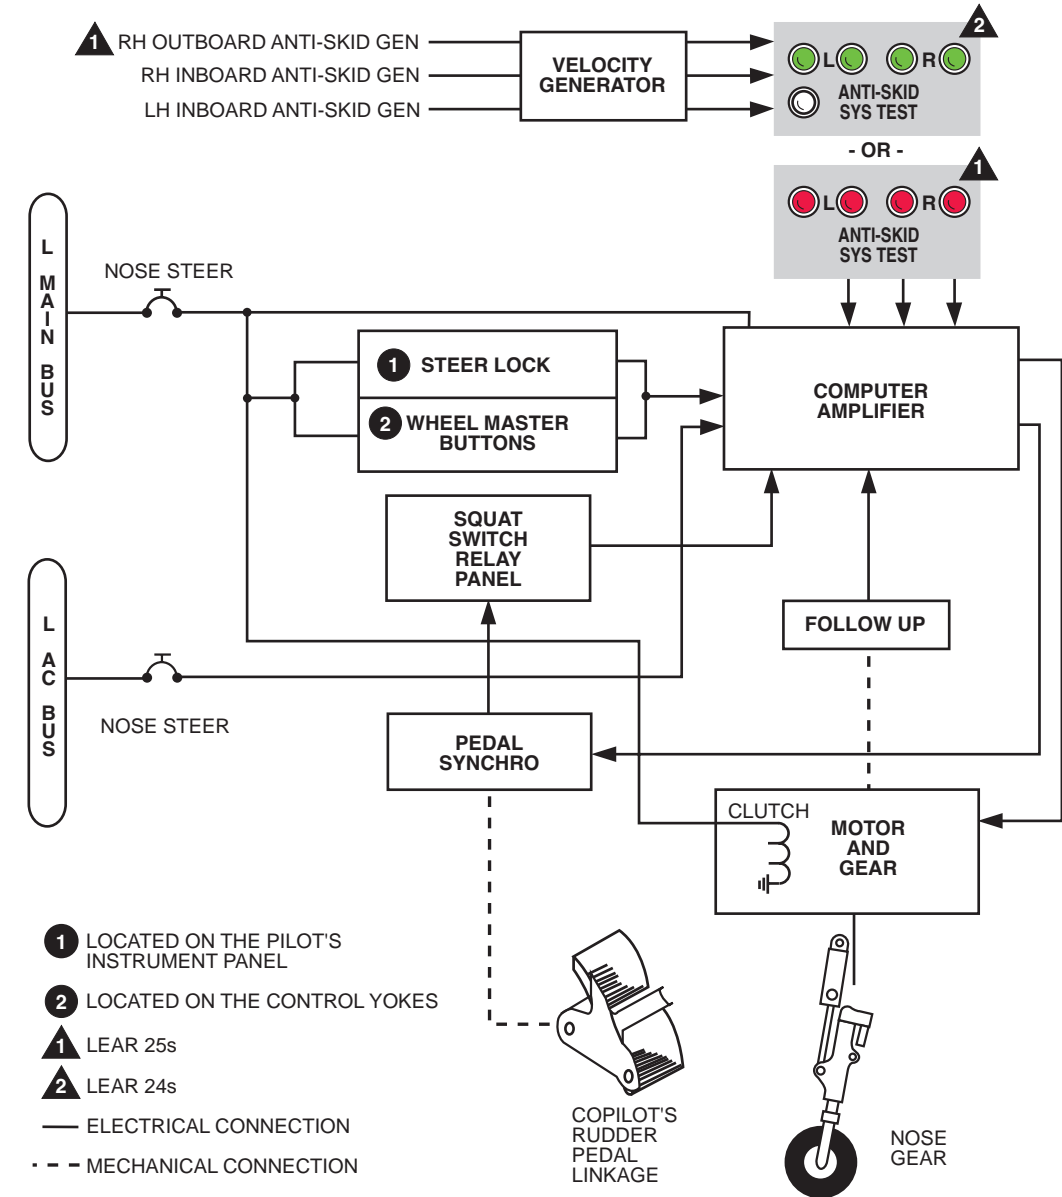 1 RH OUTBOARD ANTI-SKID GEN
RH INBOARD ANTI-SKID GEN
LH INBOARD ANTI-SKID GEN
VELOCITY
GENERATOR
2
L R
ANTI-SKID
SYS TEST
- OR -
1
L R
ANTI-SKID
SYS TEST
L MAIN BUS
NOSE STEER
1 STEER LOCK
2 WHEEL MASTER
BUTTONS
COMPUTER
AMPLIFIER
SQUAT
SWITCH
RELAY
PANEL
FOLLOW UP
L AC BUS
NOSE STEER
PEDAL
SYNCHRO
CLUTCH
MOTOR
AND
GEAR
1 LOCATED ON THE PILOT'S
INSTRUMENT PANEL
2 LOCATED ON THE CONTROL YOKES
1 LEAR 25s
2 LEAR 24s
ELECTRICAL CONNECTION
MECHANICAL CONNECTION
COPILOT'S
RUDDER
PEDAL
LINKAGE
NOSE
GEAR